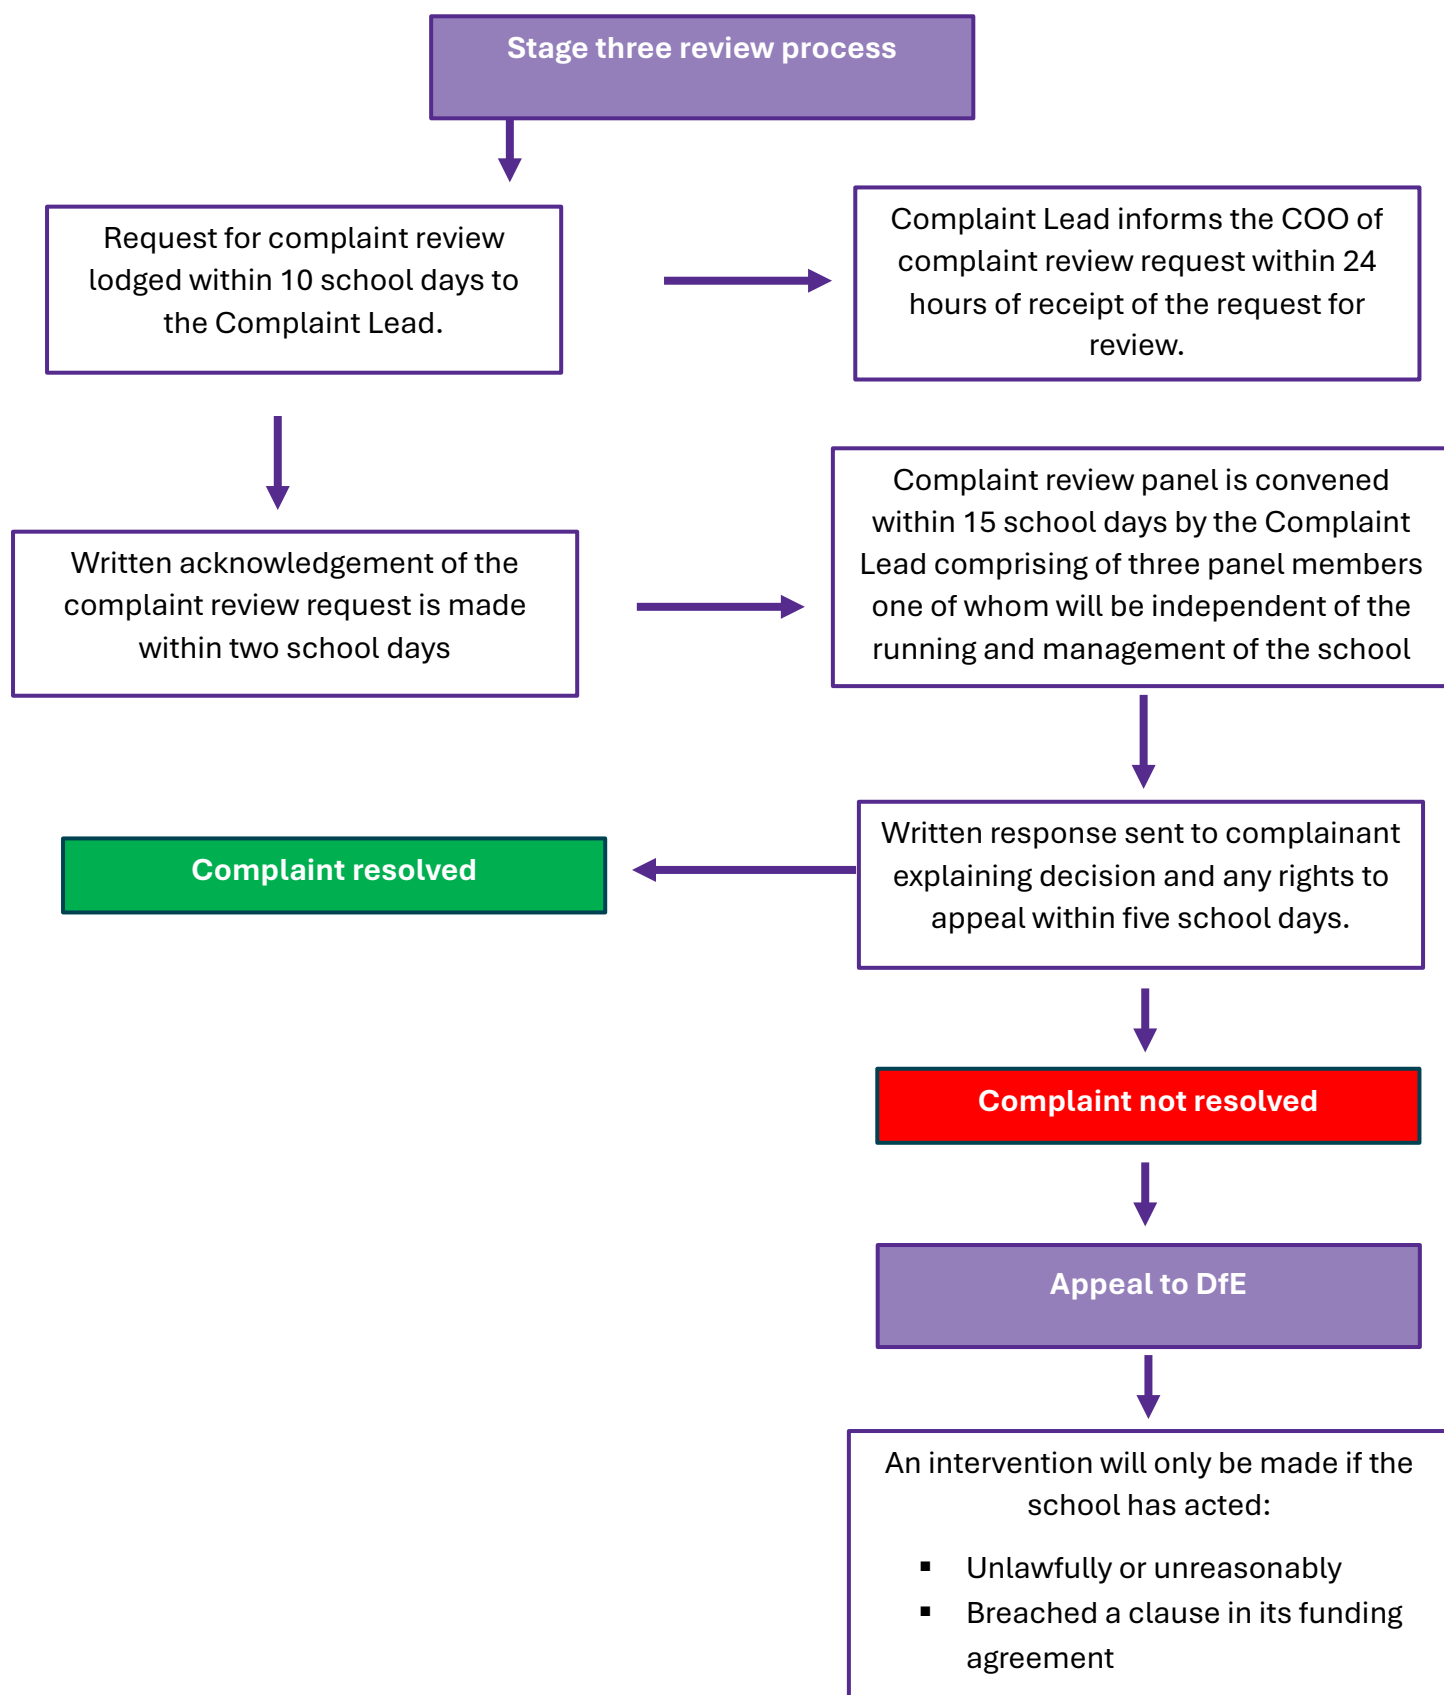 Stage three review process
Request for complaint review
lodged within 10 school days to
the Complaint Lead.
Complaint Lead informs the COO of
complaint review request within 24
hours of receipt of the request for
review.
Written acknowledgement of the
complaint review request is made
within two school days
Complaint review panel is convened
within 15 school days by the Complaint
Lead comprising of three panel members
one of whom will be independent of the
running and management of the school
Written response sent to complainant
explaining decision and any rights to
appeal within five school days.
Complaint resolved
Complaint not resolved
Appeal to DfE
An intervention will only be made if the
school has acted:
▪ Unlawfully or unreasonably
▪ Breached a clause in its funding
agreement